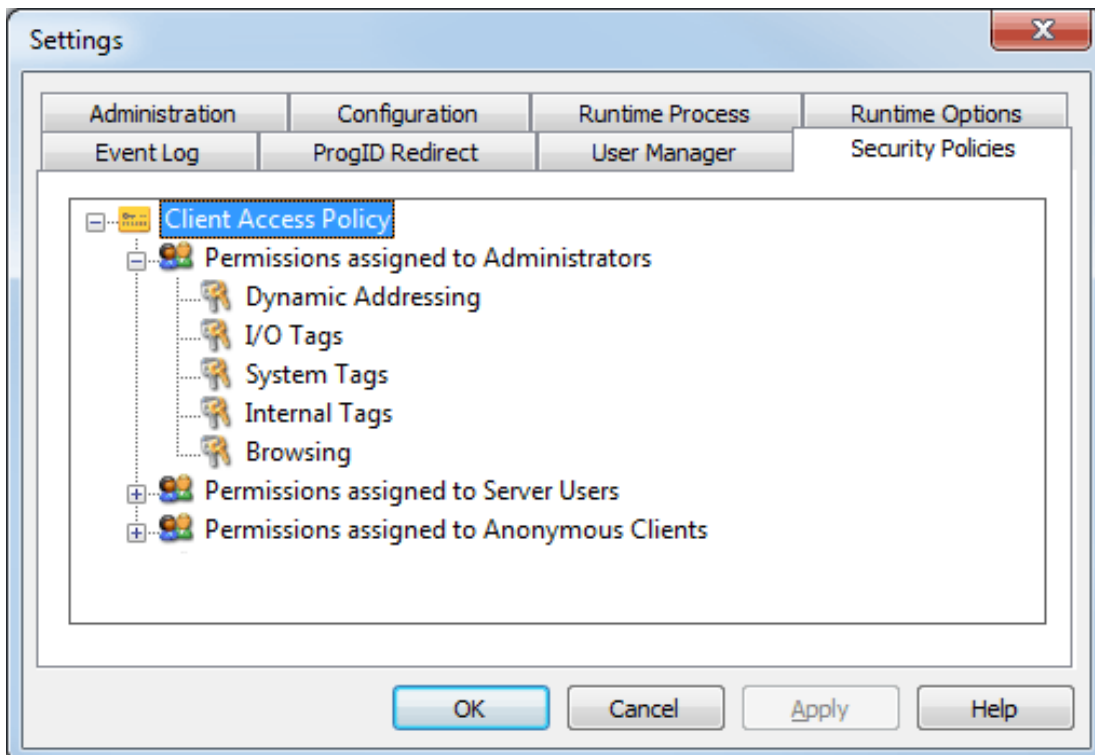 Settings
Administration Configuration Runtime Process Runtime Options
Event Log ProgID Redirect User Manager Security Policies
Client Access Policy
Permissions assigned to Administrators
Dynamic Addressing
I/O Tags
System Tags
Internal Tags
Browsing
Permissions assigned to Server Users
Permissions assigned to Anonymous Clients
OK Cancel Apply Help